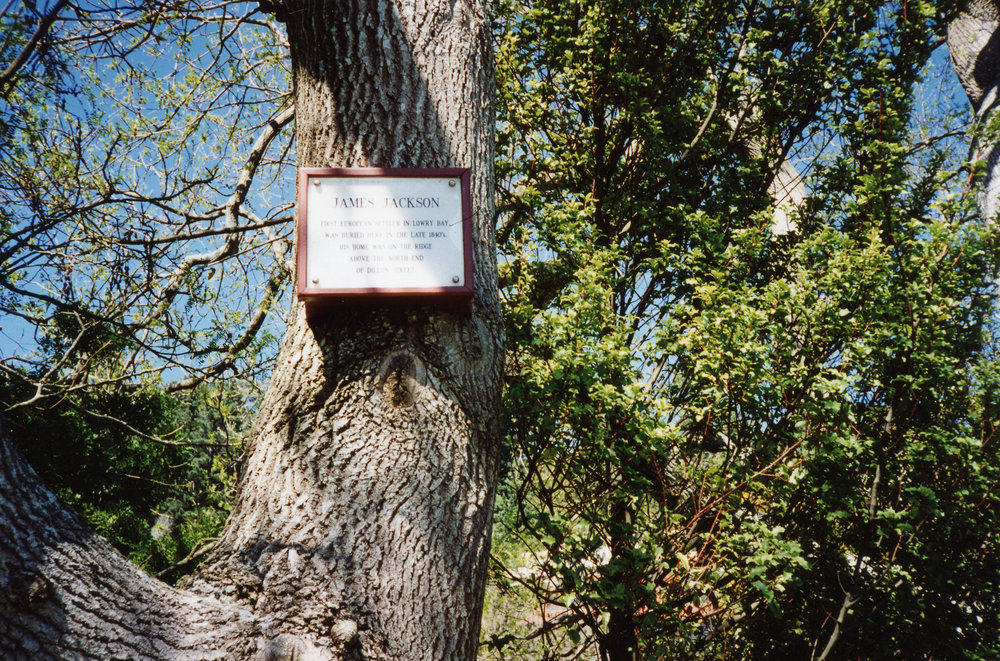 JAMES JACKSON
FIRST EUROPEAN SETTLER IN LOWRY BAY
WAS BURIED HERE IN THE LATE 1840's.
HIS HOME WAS ON THE RIDGE
ABOVE THE NORTH END
OF DILLON STREET